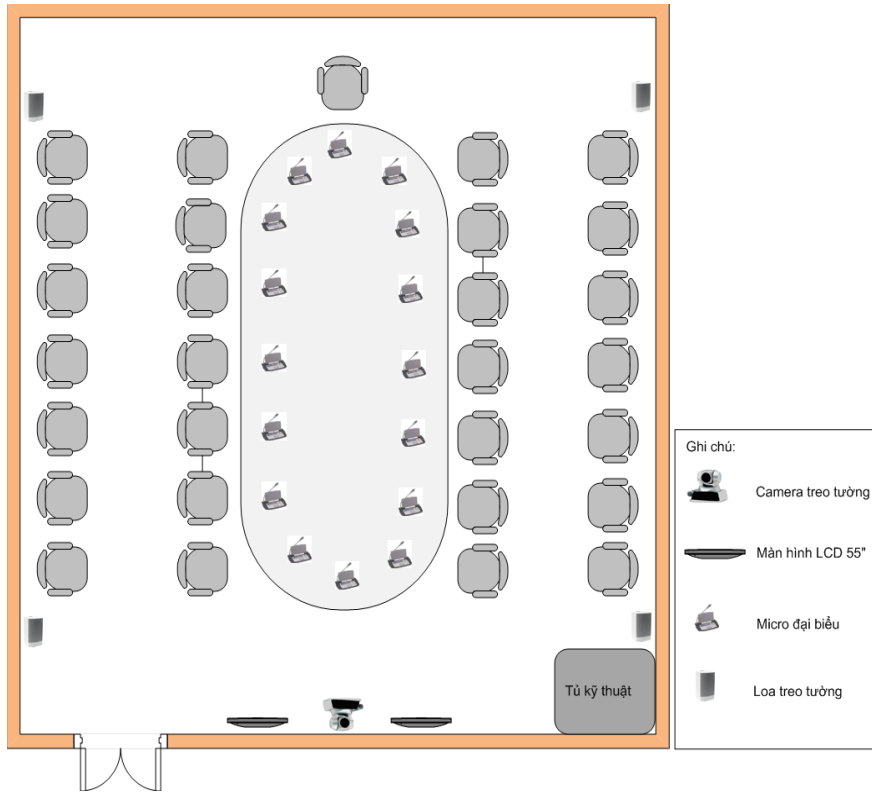 Ghi chú:
Camera treo tường
Màn hình LCD 55"
Micro đại biểu
Loa treo tường
Tủ kỹ thuật